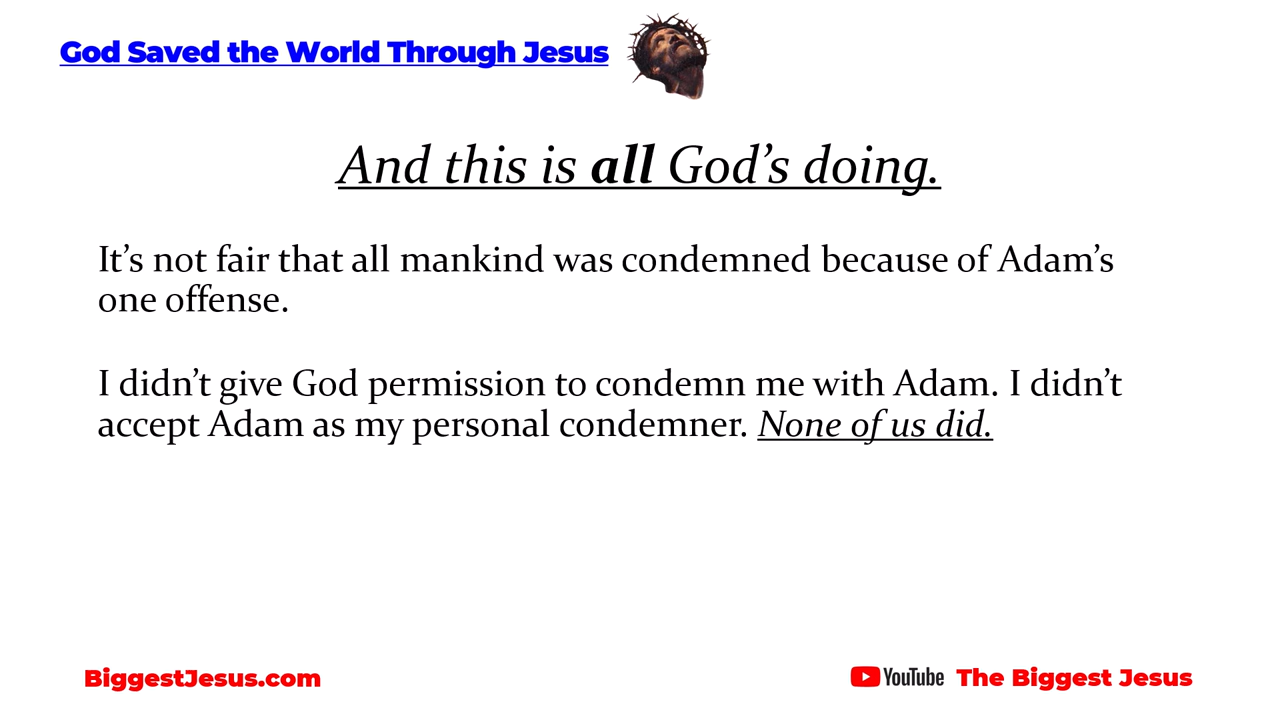 God Saved the World Through Jesus
And this is all God’s doing.
It’s not fair that all mankind was condemned because of Adam’s
one offense.
I didn’t give God permission to condemn me with Adam. I didn’t
accept Adam as my personal condemner. None of us did.
BiggestJesus.com
YouTube The Biggest Jesus